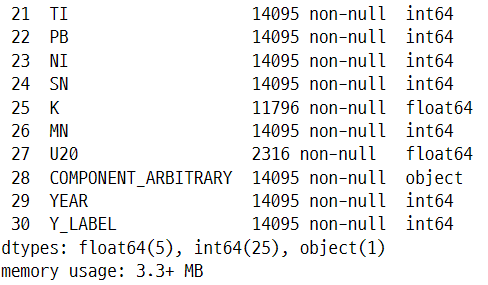 21 TI 14095 non-null int64
22 PB 14095 non-null int64
23 NI 14095 non-null int64
24 SN 14095 non-null int64
25 K 11796 non-null float64
26 MN 14095 non-null int64
27 U20 2316 non-null float64
28 COMPONENT_ARBITRARY 14095 non-null object
29 YEAR 14095 non-null int64
30 Y_LABEL 14095 non-null int64
dtypes: float64(5), int64(25), object(1)
memory usage: 3.3+ MB